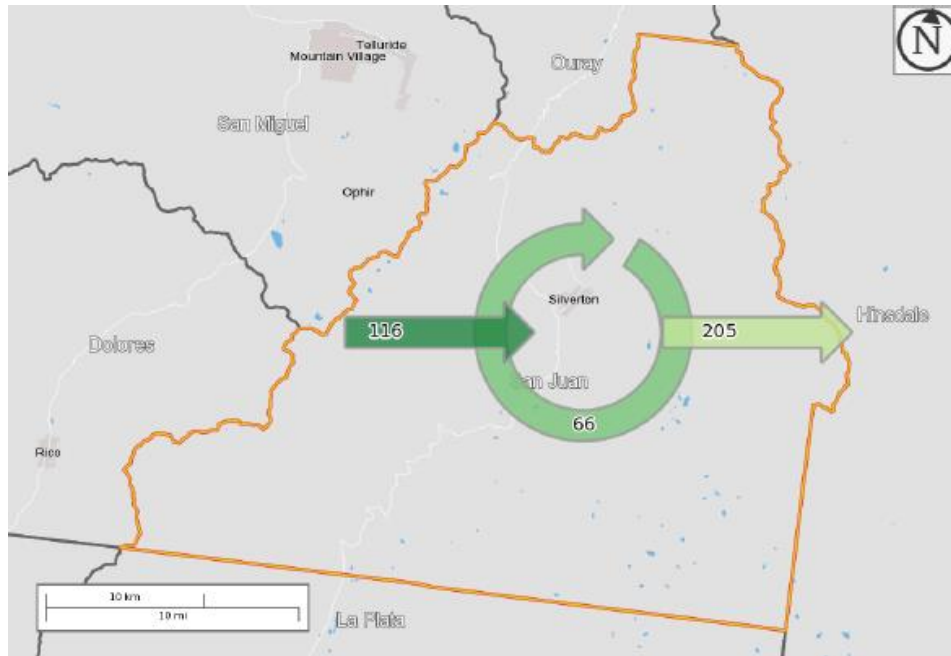 Telluride
Mountain Village
Ouray
N
San Miguel
Ophir
Silverton
116
205
Hinsdale
Dolores
San Juan
66
Rico
10 km
10 mi
La Plata